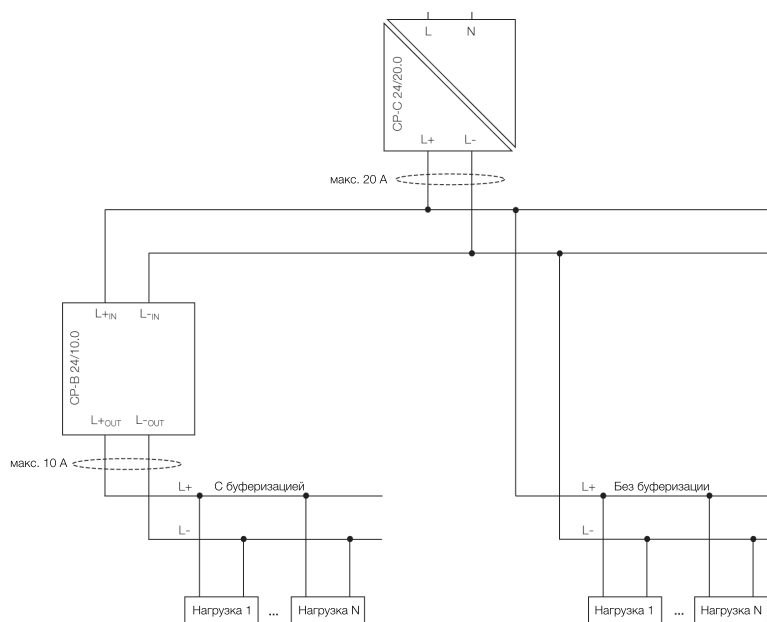 L N
CP-C 24/20.0
L+ L-
макс. 20 А
L+IN L-IN
CP-B 24/10.0
L+OUT L-OUT
макс. 10 А
L+ С буферизацией
L-
Нагрузка 1 ... Нагрузка N
L+ Без буферизации
L-
Нагрузка 1 ... Нагрузка N